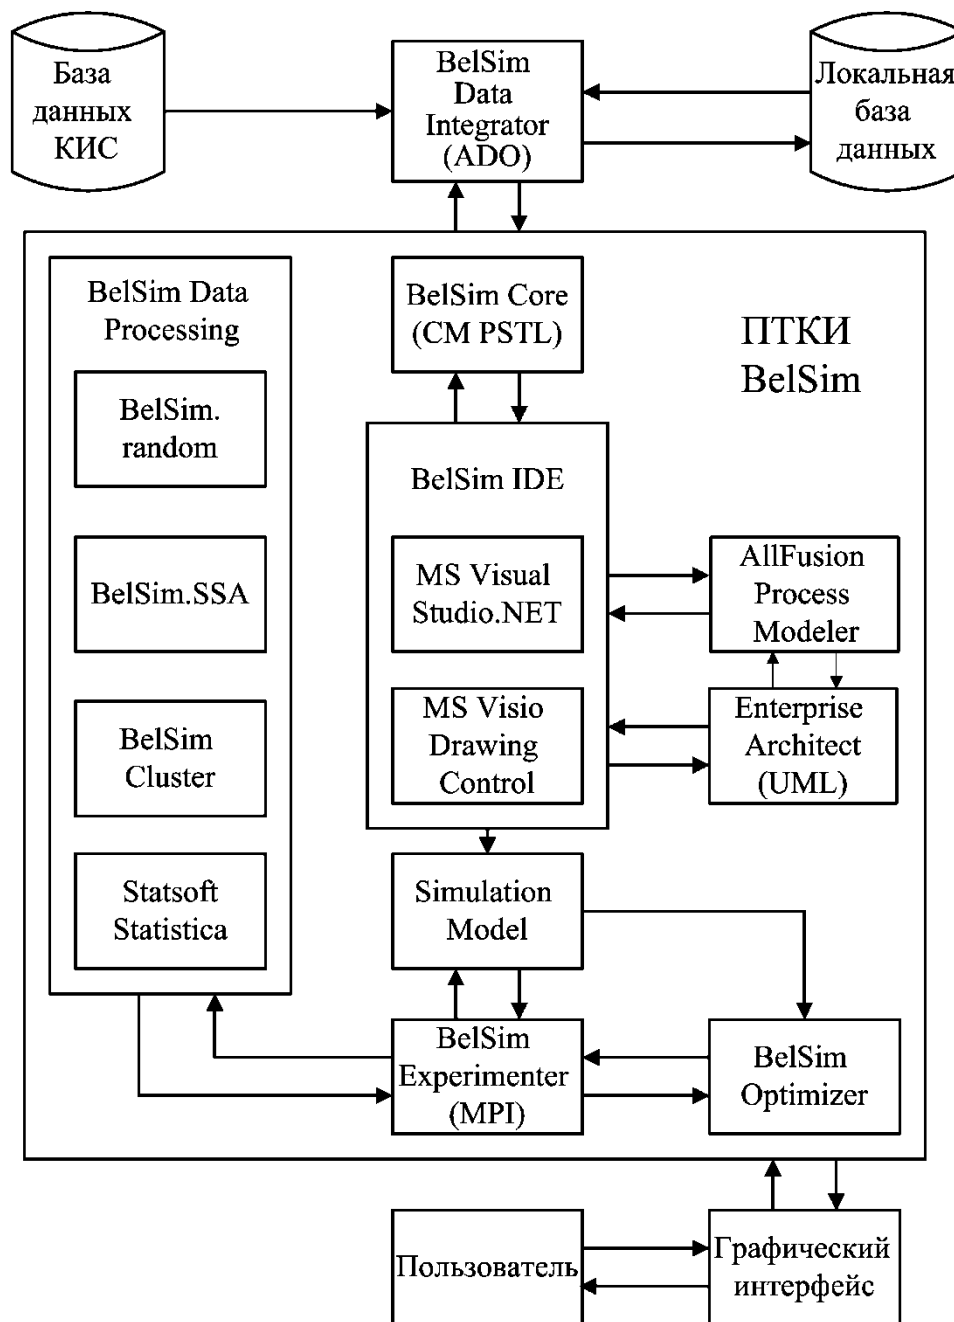 База
данных
КИС
BelSim
Data
Integrator
(ADO)
Локальная
база
данных
BelSim Data
Processing
BelSim.
random
BelSim.SSA
BelSim
Cluster
Statsoft
Statistica
BelSim Core
(CM PSTL)
ПТКИ
BelSim
BelSim IDE
MS Visual
Studio.NET
MS Visio
Drawing
Control
AllFusion
Process
Modeler
Enterprise
Architect
(UML)
Simulation
Model
BelSim
Experimenter
(MPI)
BelSim
Optimizer
Пользователь
Графический
интерфейс